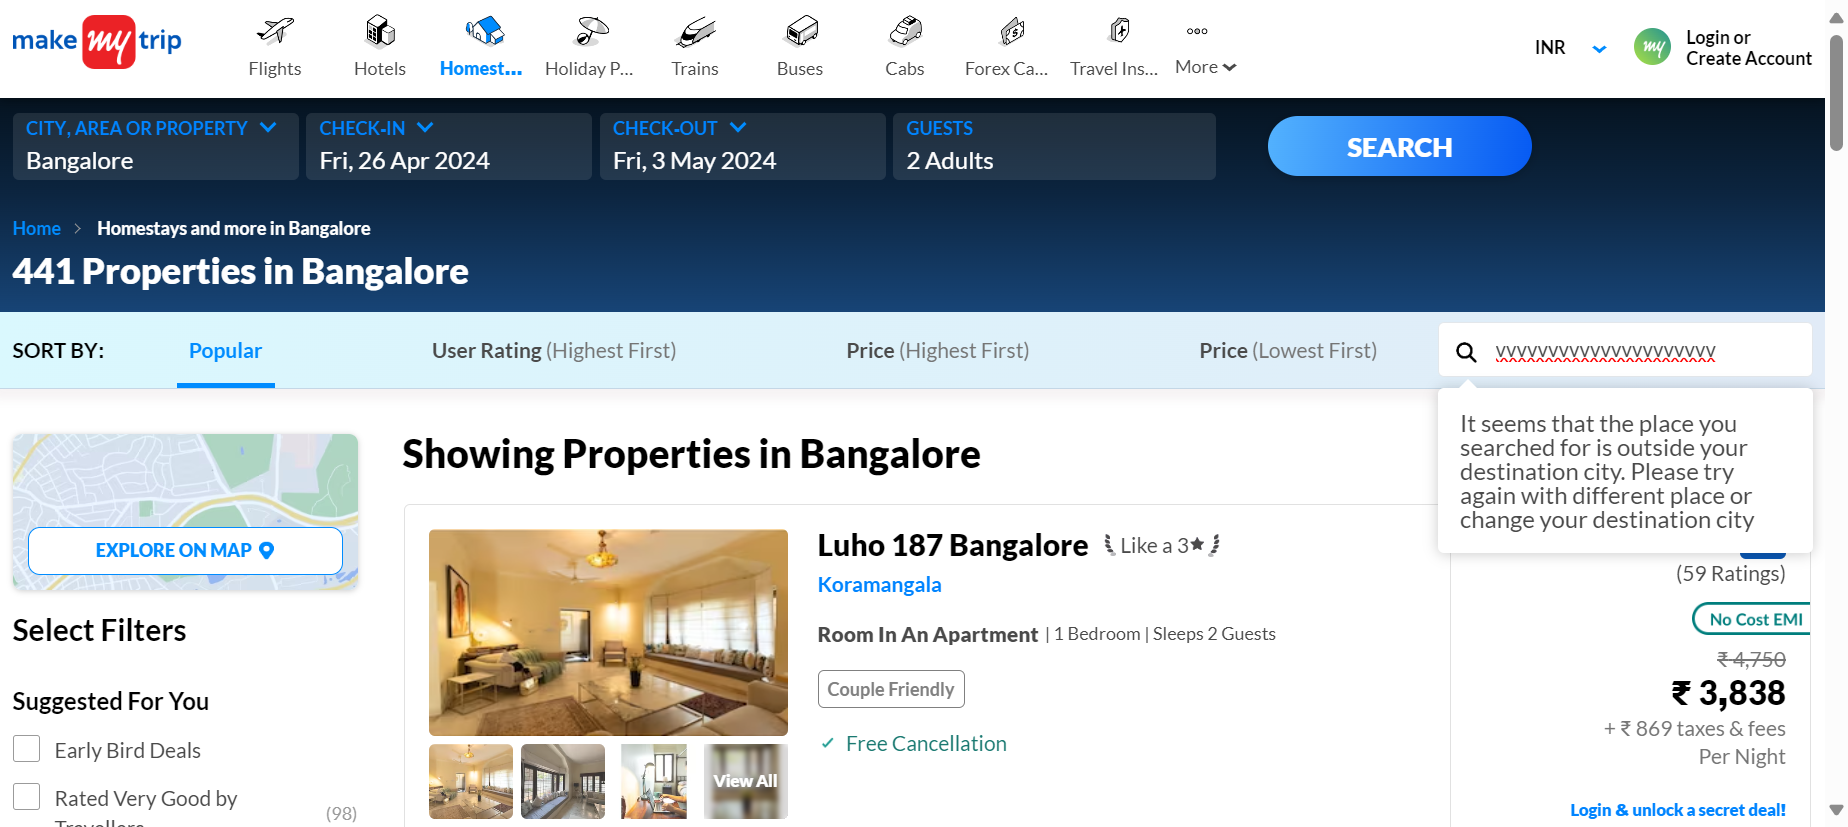 make my trip
Flights
Hotels
Homest...
Holiday P...
Trains
Buses
Cabs
Forex Ca...
Travel Ins...
More
INR
my
Login or
Create Account
CITY, AREA OR PROPERTY
Bangalore
CHECK-IN
Fri, 26 Apr 2024
CHECK-OUT
Fri, 3 May 2024
GUESTS
2 Adults
SEARCH
Home > Homestays and more in Bangalore
441 Properties in Bangalore
SORT BY:
Popular
User Rating (Highest First)
Price (Highest First)
Price (Lowest First)
vvvvvvvvvvvvvvvvvvvvv
It seems that the place you
searched for is outside your
destination city. Please try
again with different place or
change your destination city
EXPLORE ON MAP
Select Filters
Suggested For You
Early Bird Deals
Rated Very Good by
Travellers
(98)
Showing Properties in Bangalore
View All
Luho 187 Bangalore
Like a 3★
Koramangala
Room In An Apartment | 1 Bedroom | Sleeps 2 Guests
Couple Friendly
✓ Free Cancellation
(59 Ratings)
No Cost EMI
₹ 4,750
₹ 3,838
+ ₹ 869 taxes & fees
Per Night
Login & unlock a secret deal!